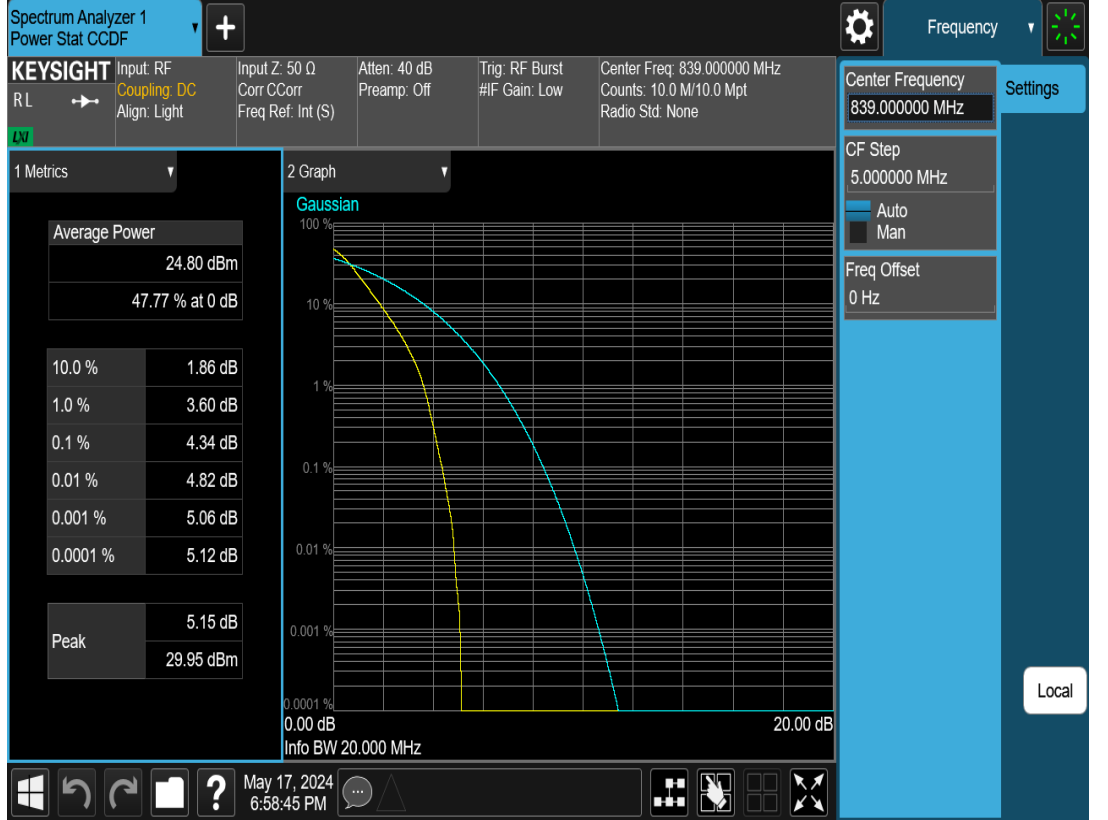 Spectrum Analyzer 1
Power Stat CCDF
+
Frequency
KEYSIGHT
RL
LXI
Input: RF
Coupling: DC
Align: Light
Input Z: 50 Ω
Corr CCorr
Freq Ref: Int (S)
Atten: 40 dB
Preamp: Off
Trig: RF Burst
#IF Gain: Low
Center Freq: 839.000000 MHz
Counts: 10.0 M/10.0 Mpt
Radio Std: None
Center Frequency
839.000000 MHz
Settings
CF Step
5.000000 MHz
Auto
Man
Freq Offset
0 Hz
Local
1 Metrics
Average Power
24.80 dBm
47.77 % at 0 dB
10.0 % 1.86 dB
1.0 % 3.60 dB
0.1 % 4.34 dB
0.01 % 4.82 dB
0.001 % 5.06 dB
0.0001 % 5.12 dB
Peak
5.15 dB
29.95 dBm
2 Graph
Gaussian
100 %
10 %
1 %
0.1 %
0.01 %
0.001 %
0.0001 %
0.00 dB 20.00 dB
Info BW 20.000 MHz
?
May 17, 2024
6:58:45 PM